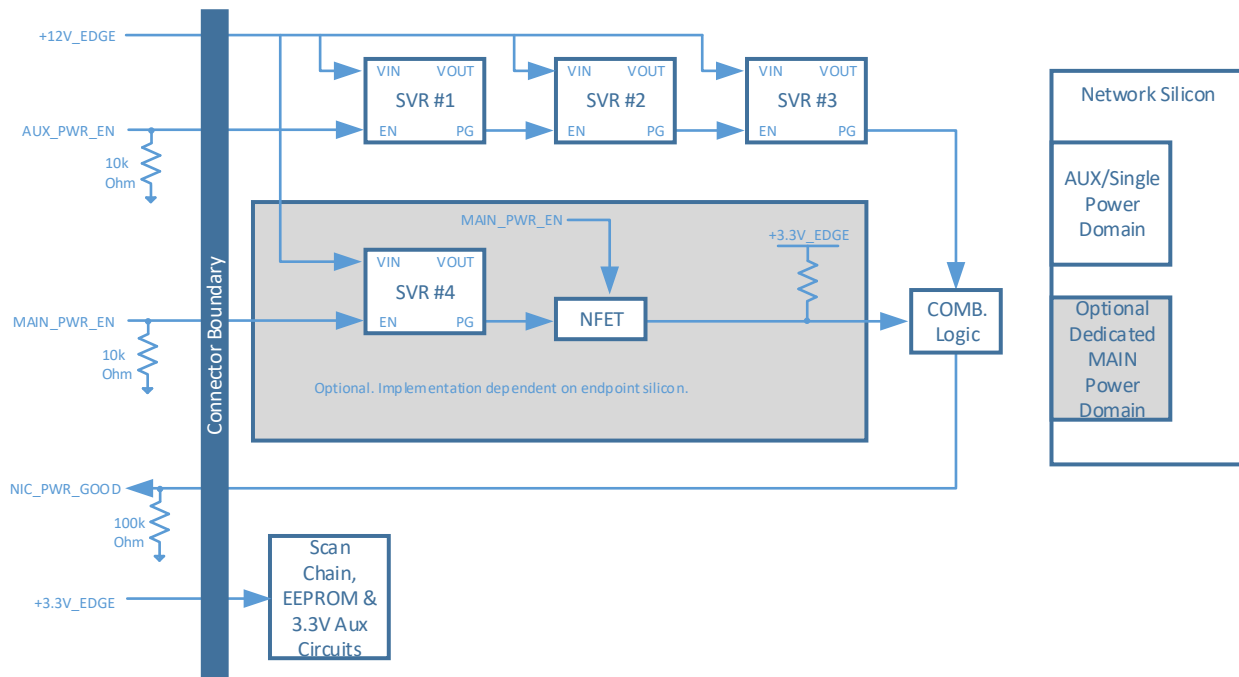 +12V_EDGE
VIN VOUT
SVR #1
EN PG
VIN VOUT
SVR #2
EN PG
VIN VOUT
SVR #3
EN PG
AUX_PWR_EN
10k
Ohm
Connector Boundary
MAIN_PWR_EN
+3.3V_EDGE
VIN VOUT
SVR #4
EN PG
NFET
MAIN_PWR_EN
10k
Ohm
Optional. Implementation dependent on endpoint silicon.
COMB.
Logic
Network Silicon
AUX/Single
Power
Domain
Optional
Dedicated
MAIN
Power
Domain
NIC_PWR_GOOD
100k
Ohm
+3.3V_EDGE
Scan
Chain,
EEPROM &
3.3V Aux
Circuits